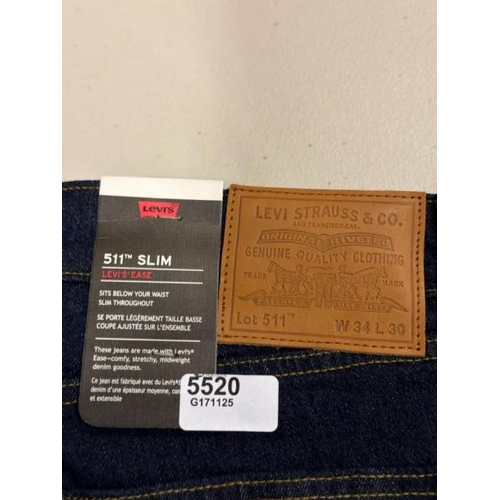 Levi's
511™ SLIM
LEVI'S® EASE
SITS BELOW YOUR WAIST
SLIM THROUGHOUT
SE PORTE LÉGÈREMENT TAILLE BASSE
COUPE AJUSTÉE SUR L'ENSEMBLE
These jeans are made with Levi's®
Ease–comfy, stretchy, midweight
denim goodness.
Ce jean est fabriqué avec du
denim d'une épaisseur moyenne,
et extensible
5520
G171125
LEVI STRAUSS & CO.
SAN FRANCISCO, CAL.
ORIGINAL RIVETED
GENUINE QUALITY CLOTHING
TRADE MARK
Lot 511™ W 34 L 30